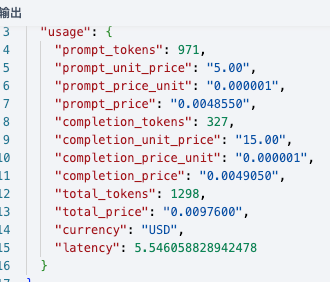 输出
3 "usage": {
4 "prompt_tokens": 971,
5 "prompt_unit_price": "5.00",
6 "prompt_price_unit": "0.000001",
7 "prompt_price": "0.0048550",
8 "completion_tokens": 327,
9 "completion_unit_price": "15.00",
10 "completion_price_unit": "0.000001",
11 "completion_price": "0.0049050",
12 "total_tokens": 1298,
13 "total_price": "0.0097600",
14 "currency": "USD",
15 "latency": 5.546058828942478
16 }
17 }